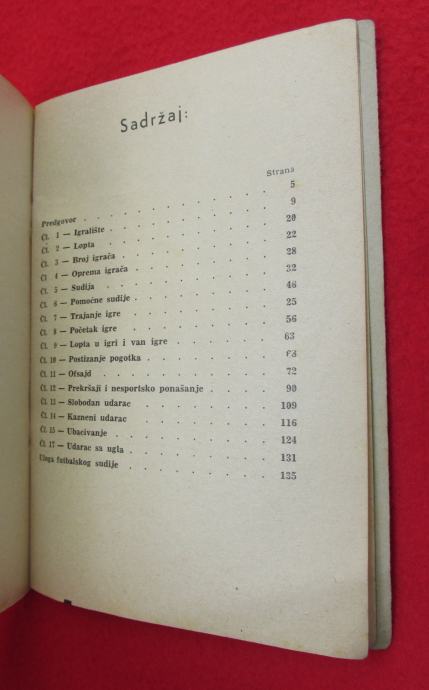 Sadržaj:
Strana
Predgovor . . . . . . . . 5
Čl. 1 — Igralište . . . . . . . 9
Čl. 2 — Lopta . . . . . . . 20
Čl. 3 — Broj igrača . . . . . . 22
Čl 4 — Oprema igrača . . . . . 28
Čl. 5 — Sudija . . . . . . . 32
Čl. 6 — Pomoćne sudije . . . . . 46
Čl. 7 — Trajanje igre . . . . . . 25
Čl. 8 — Početak igre . . . . . . 56
Čl. 9 — Lopta u igri i van igre . . . . 63
Čl. 10 — Postizanje pogotka . . . . . 68
Čl. 11 — Ofsajd . . . . . . . 72
Čl. 12 — Prekršaji i nesportsko ponašanje . . . 90
Čl. 13 — Slobodan udarac . . . . . 109
Čl. 14 — Kazneni udarac . . . . . 116
Čl. 15 — Ubacivanje . . . . . . 124
Čl. 17 — Udarac sa ugla . . . . . 131
Uloga fudbalskog sudije . . . . . . 135